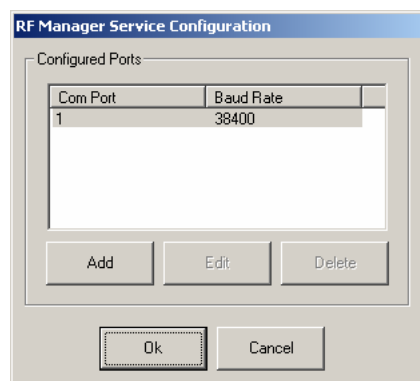 RF Manager Service Configuration
Configured Ports
Com Port Baud Rate
1 38400
Add Edit Delete
Ok Cancel